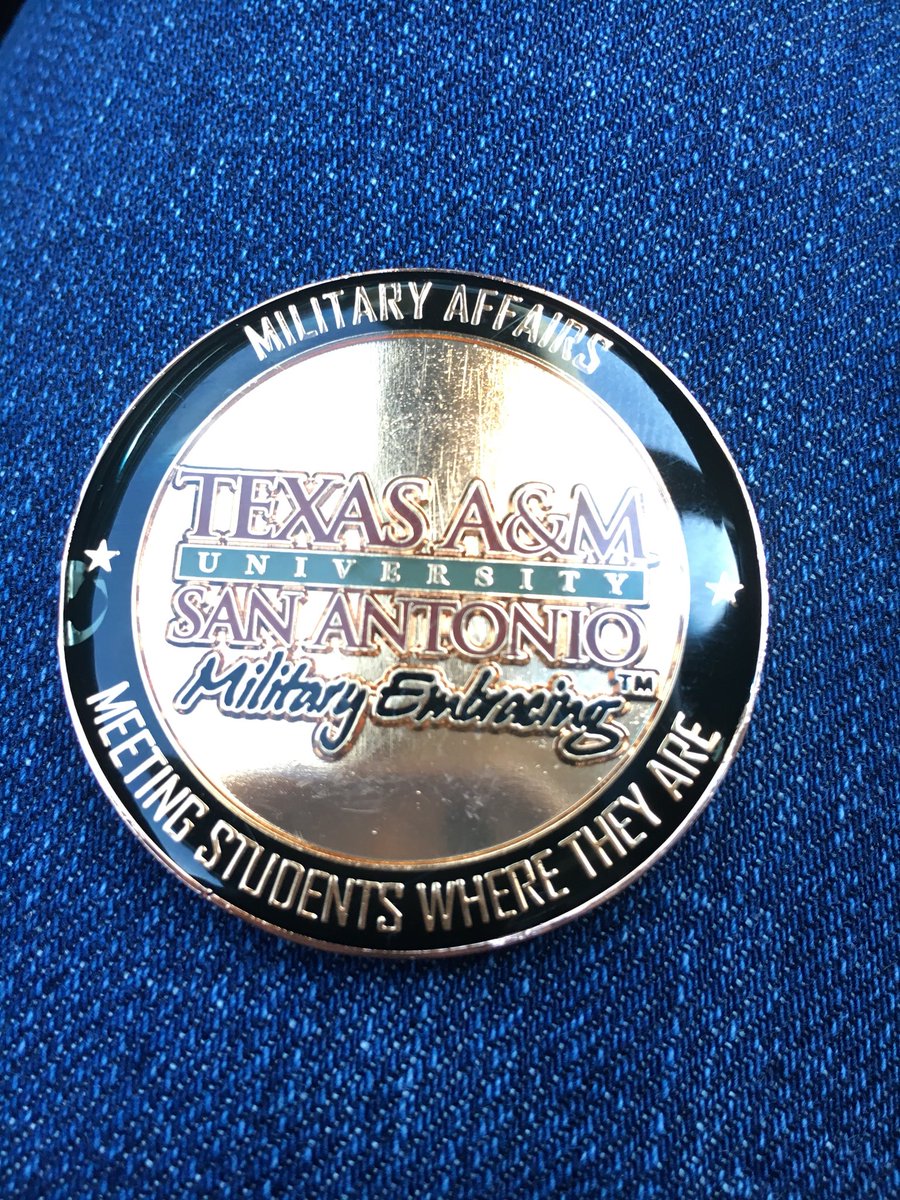 MILITARY AFFAIRS
TEXAS A&M
UNIVERSITY
SAN ANTONIO
Military Embracing™
MEETING STUDENTS WHERE THEY ARE